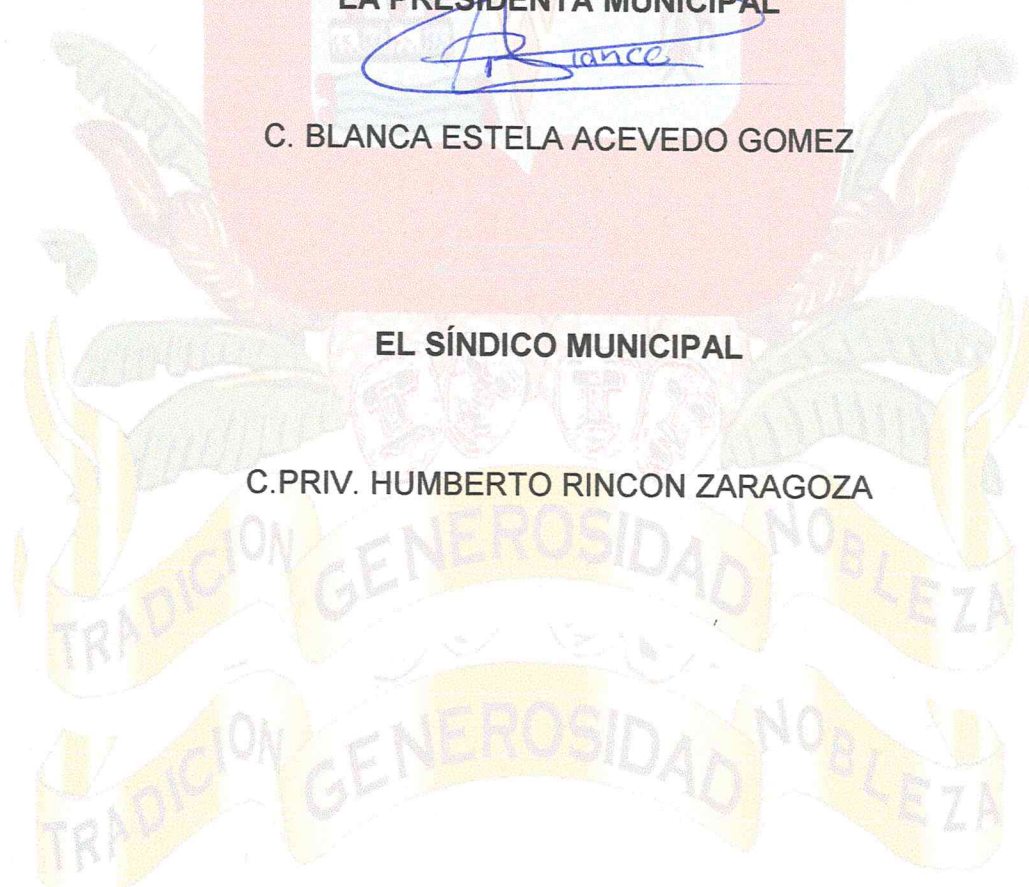 LA PRESIDENTA MUNICIPAL
C. BLANCA ESTELA ACEVEDO GOMEZ
EL SÍNDICO MUNICIPAL
C.PRIV. HUMBERTO RINCON ZARAGOZA
TRADICION GENEROSIDAD NOBLEZA
TRADICION GENEROSIDAD NOBLEZA